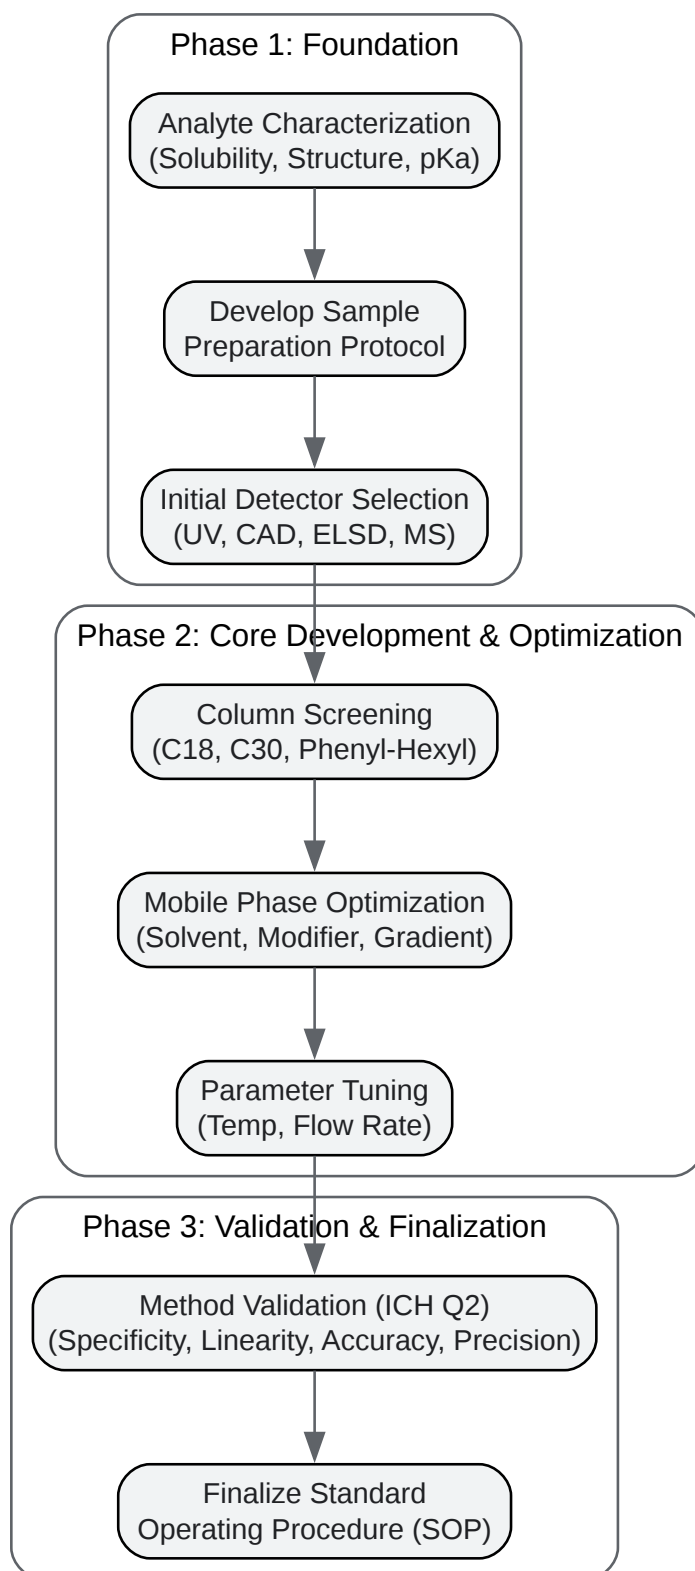 Phase 1: Foundation
Analyte Characterization
(Solubility, Structure, pKa)
Develop Sample
Preparation Protocol
Initial Detector Selection
(UV, CAD, ELSD, MS)
Phase 2: Core Development & Optimization
Column Screening
(C18, C30, Phenyl-Hexyl)
Mobile Phase Optimization
(Solvent, Modifier, Gradient)
Parameter Tuning
(Temp, Flow Rate)
Phase 3: Validation & Finalization
Method Validation (ICH Q2)
(Specificity, Linearity, Accuracy, Precision)
Finalize Standard
Operating Procedure (SOP)